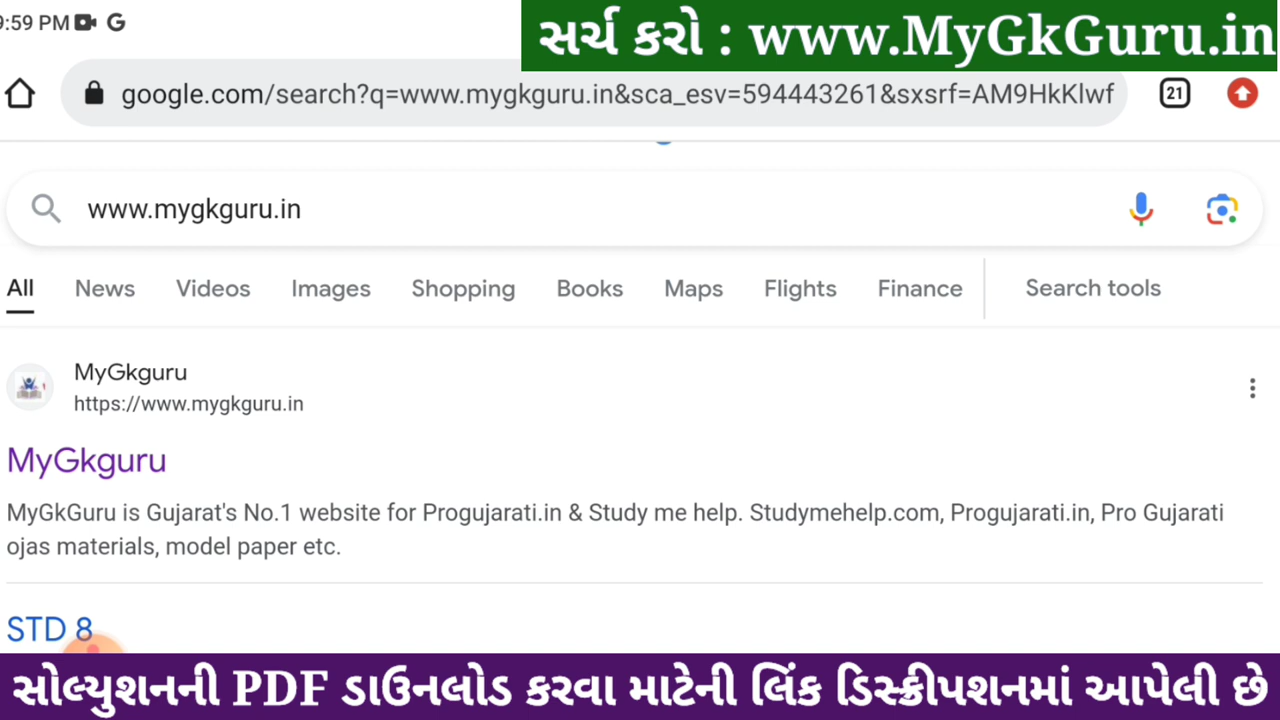 9:59 PM
સર્ચ કરો : www.MyGkGuru.in
google.com/search?q=www.mygkguru.in&sca_esv=594443261&sxsrf=AM9HkKlwf
21
www.mygkguru.in
All News Videos Images Shopping Books Maps Flights Finance Search tools
MyGkguru
https://www.mygkguru.in
MyGkguru
MyGkGuru is Gujarat's No.1 website for Progujarati.in & Study me help. Studymehelp.com, Progujarati.in, Pro Gujarati
ojas materials, model paper etc.
STD 8
સોલ્યુશનની PDF ડાઉનલોડ કરવા માટેની લિંક ડિસ્ક્રીપશનમાં આપેલી છે